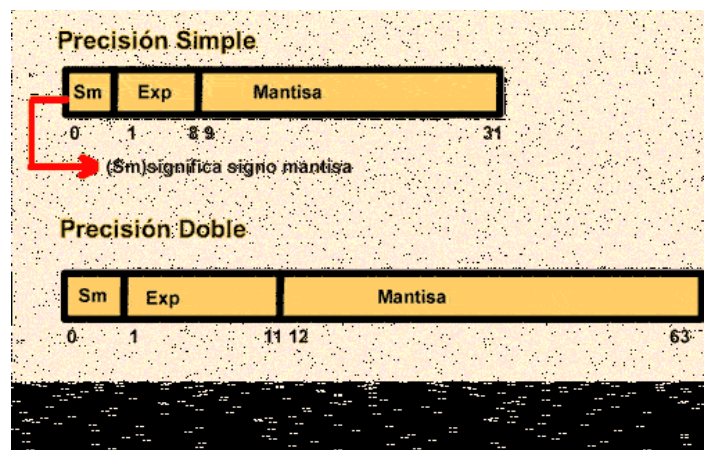 Precisión Simple
Sm Exp Mantisa
0 1 8 9 31
(Sm)significa signo mantisa
Precisión Doble
Sm Exp Mantisa
0 1 11 12 63